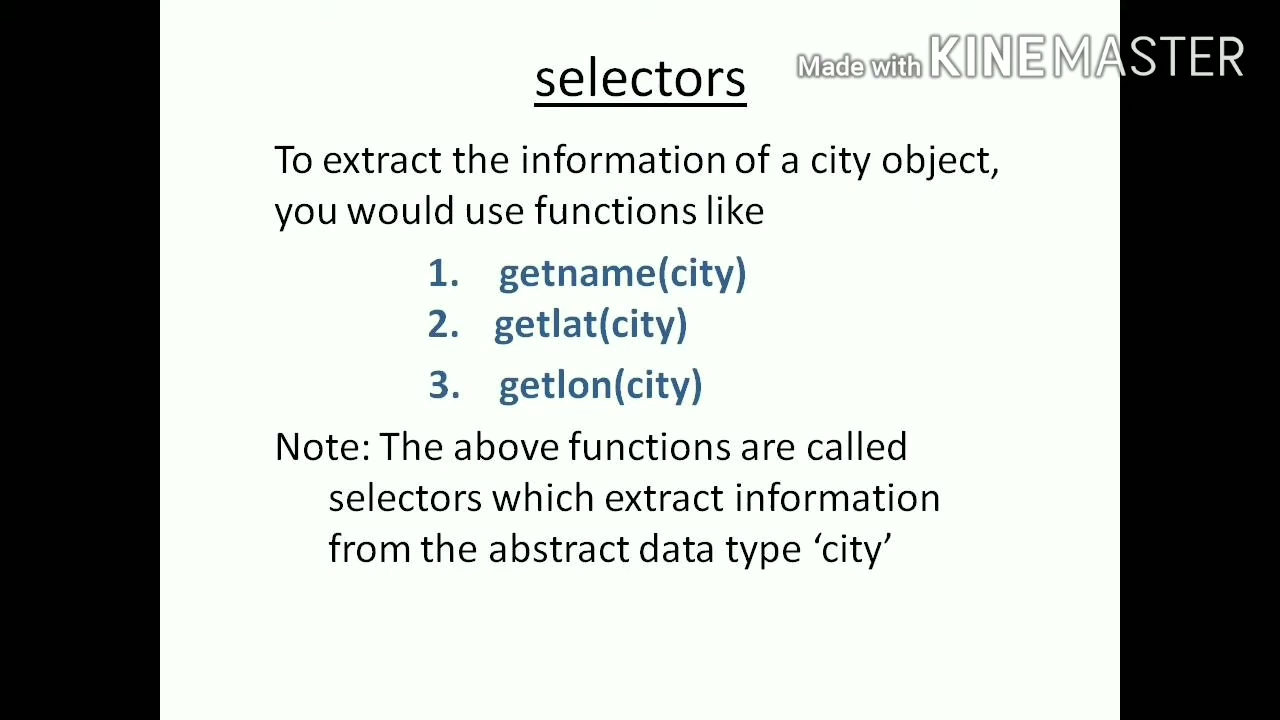 Made with KINEMASTER
selectors
To extract the information of a city object,
you would use functions like
1. getname(city)
2. getlat(city)
3. getlon(city)
Note: The above functions are called
selectors which extract information
from the abstract data type ‘city’